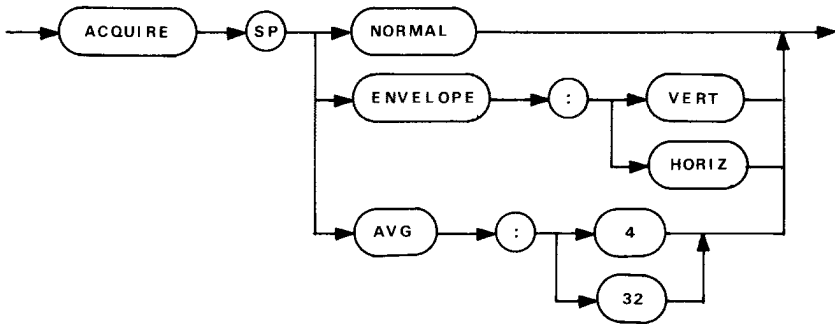 ACQUIRE SP NORMAL
ENVELOPE : VERT
HORIZ
AVG : 4
32